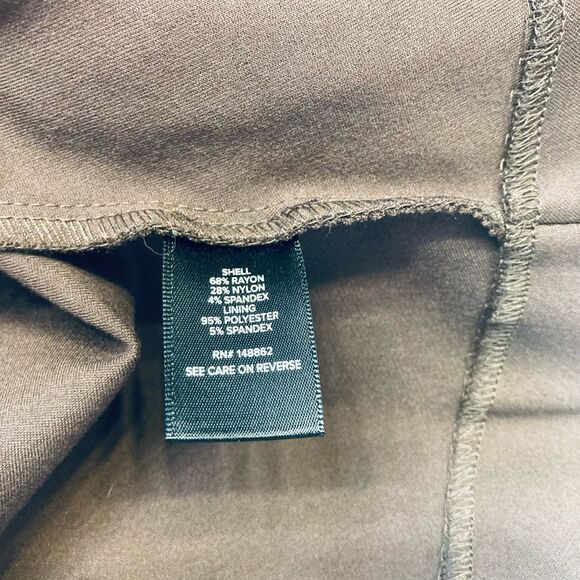 SHELL
68% RAYON
28% NYLON
4% SPANDEX
LINING
95% POLYESTER
5% SPANDEX
RN# 148862
SEE CARE ON REVERSE